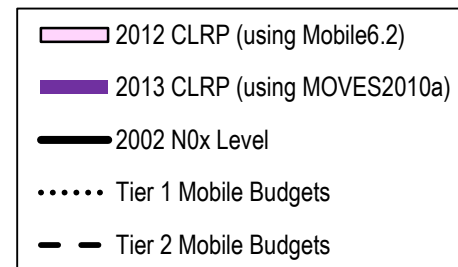 2012 CLRP (using Mobile6.2)
2013 CLRP (using MOVES2010a)
2002 N0x Level
Tier 1 Mobile Budgets
Tier 2 Mobile Budgets